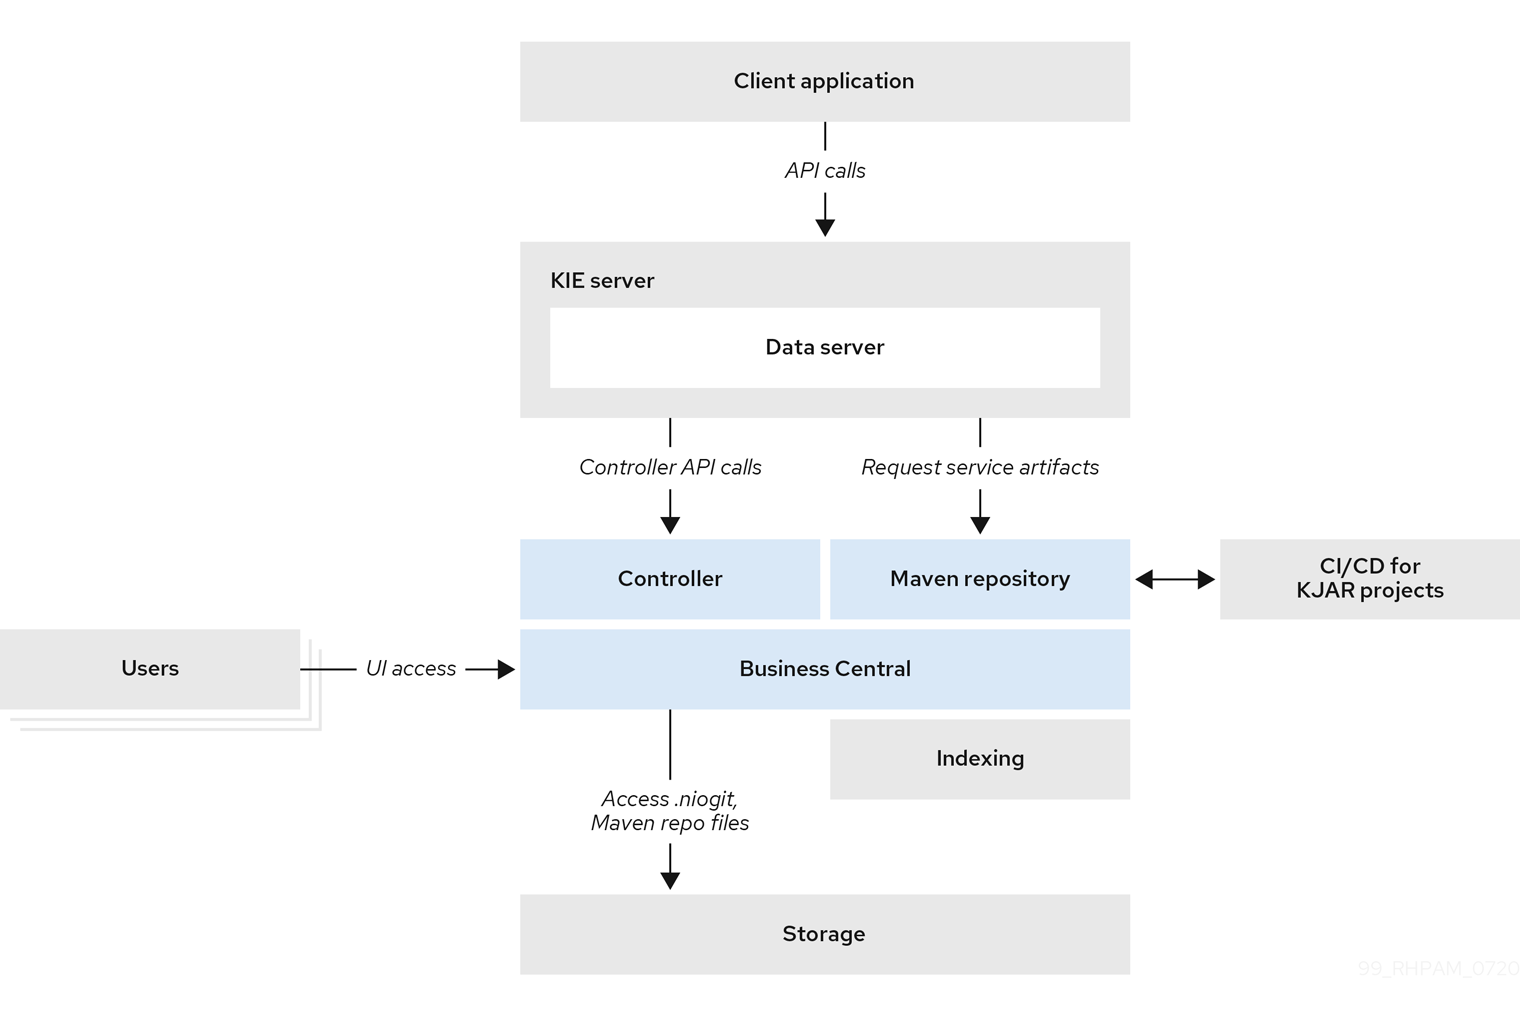 Client application
API calls
KIE server
Data server
Controller API calls
Request service artifacts
Controller
Maven repository
CI/CD for
KJAR projects
Users
UI access
Business Central
Indexing
Access .niogit,
Maven repo files
Storage
99_RHPAM_0720